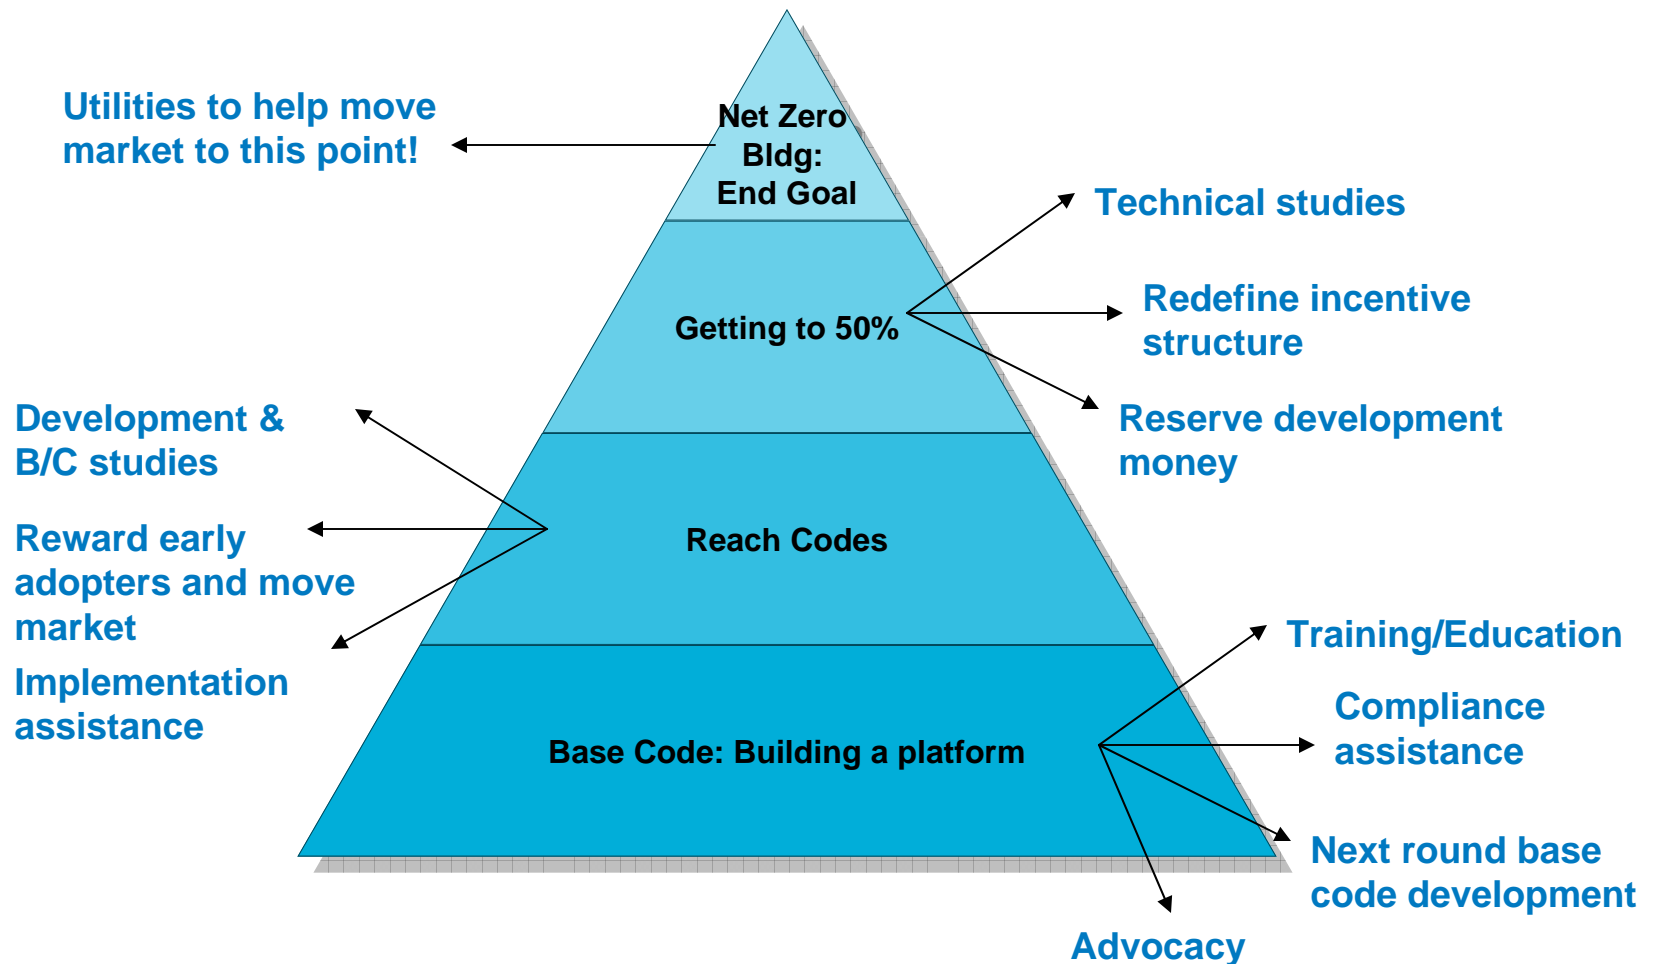 Utilities to help move
market to this point!
Net Zero
Bldg:
End Goal
Technical studies
Redefine incentive
structure
Getting to 50%
Reserve development
money
Development &
B/C studies
Reward early
adopters and move
market
Implementation
assistance
Reach Codes
Training/Education
Compliance
assistance
Base Code: Building a platform
Next round base
code development
Advocacy